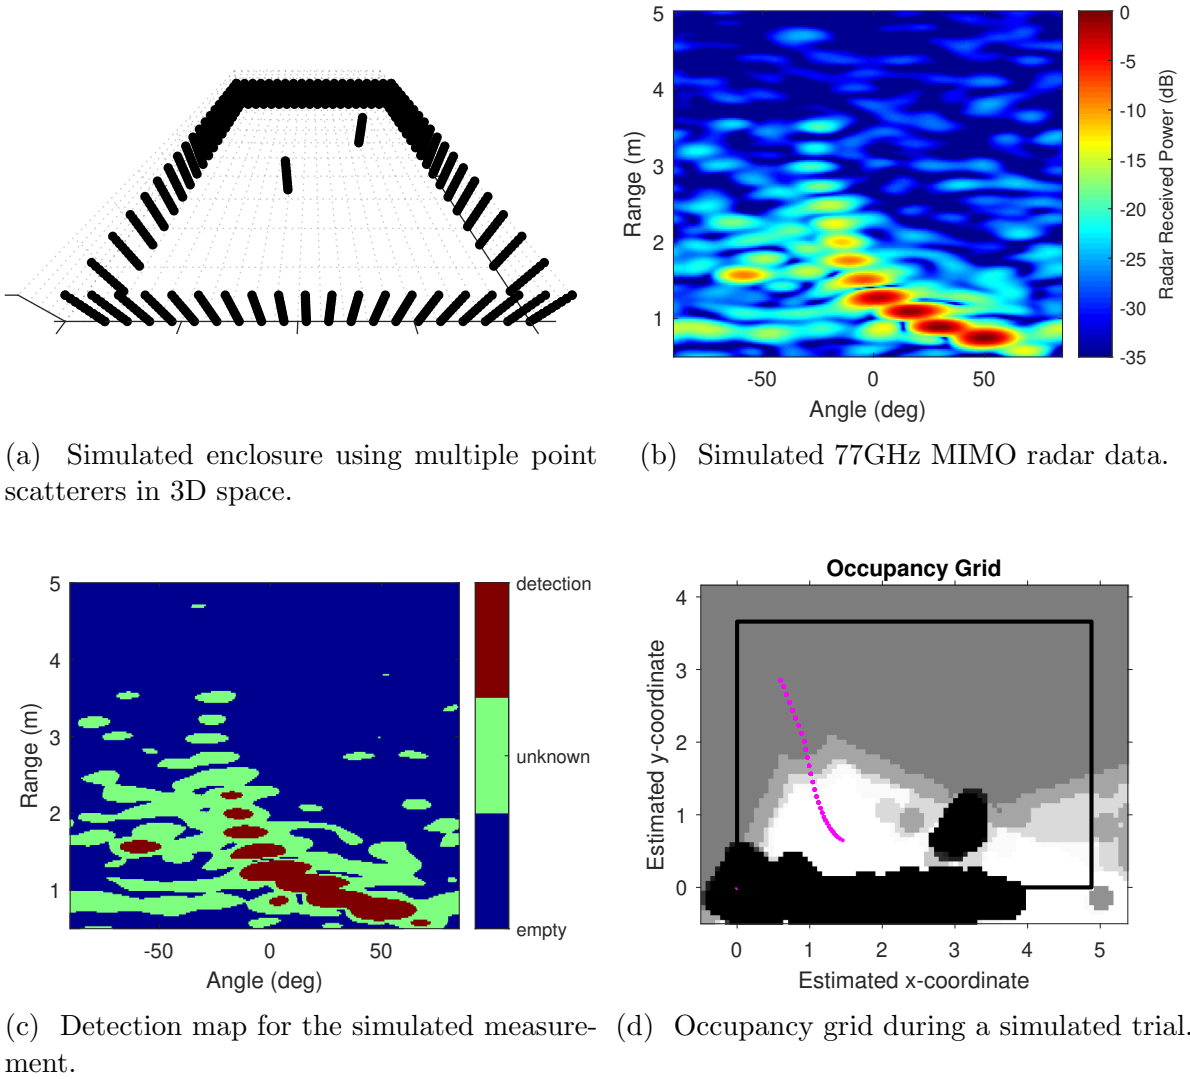 5
4
3
2
1
Range (m)
-50
0
50
Angle (deg)
0
-5
-10
-15
-20
-25
-30
-35
Radar Received Power (dB)
(a) Simulated enclosure using multiple point
scatterers in 3D space.
(b) Simulated 77GHz MIMO radar data.
5
4
3
2
1
Range (m)
-50
0
50
Angle (deg)
detection
unknown
empty
Occupancy Grid
4
3
2
1
0
Estimated y-coordinate
0
1
2
3
4
5
Estimated x-coordinate
(c) Detection map for the simulated measure-
ment.
(d) Occupancy grid during a simulated trial.